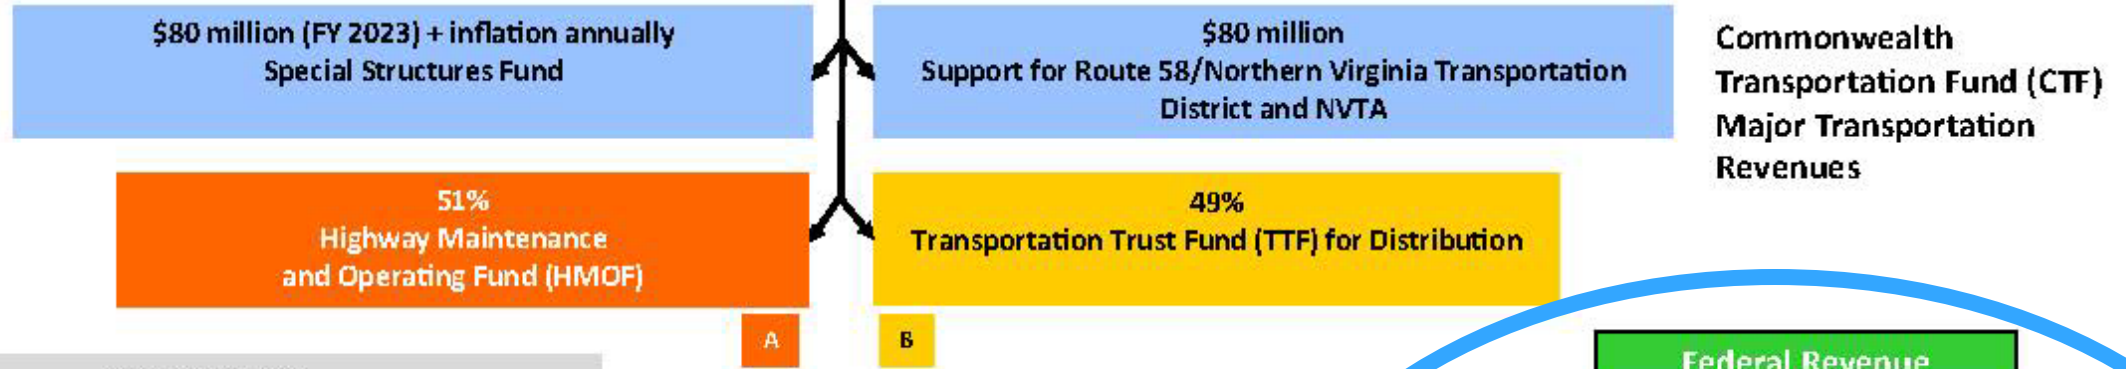 $80 million (FY 2023) + inflation annually
Special Structures Fund
$80 million
Support for Route 58/Northern Virginia Transportation
District and NVTA
Commonwealth
Transportation Fund (CTF)
Major Transportation
Revenues
51%
Highway Maintenance
and Operating Fund (HMOF)
49%
Transportation Trust Fund (TTF) for Distribution
A
B
Federal Revenue